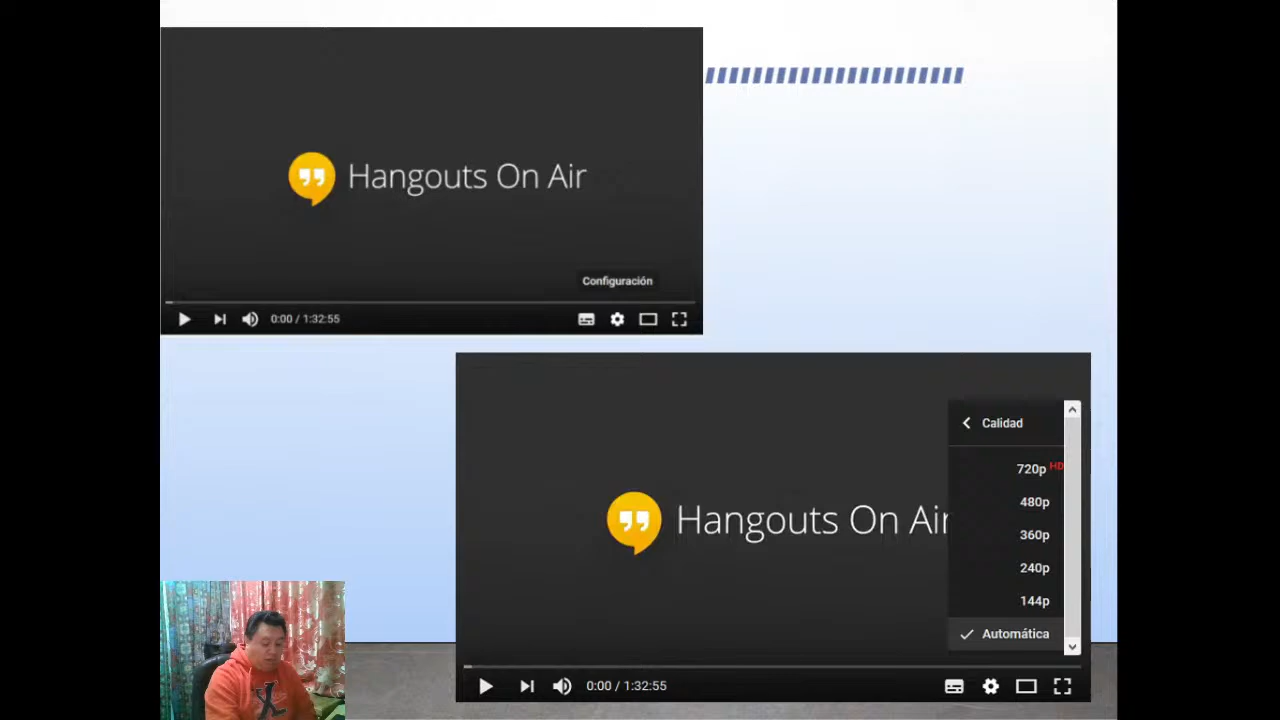 Hangouts On Air
Configuración
0:00 / 1:32:55
Calidad
720p HD
480p
360p
Hangouts On Air
240p
144p
Automática
0:00 / 1:32:55